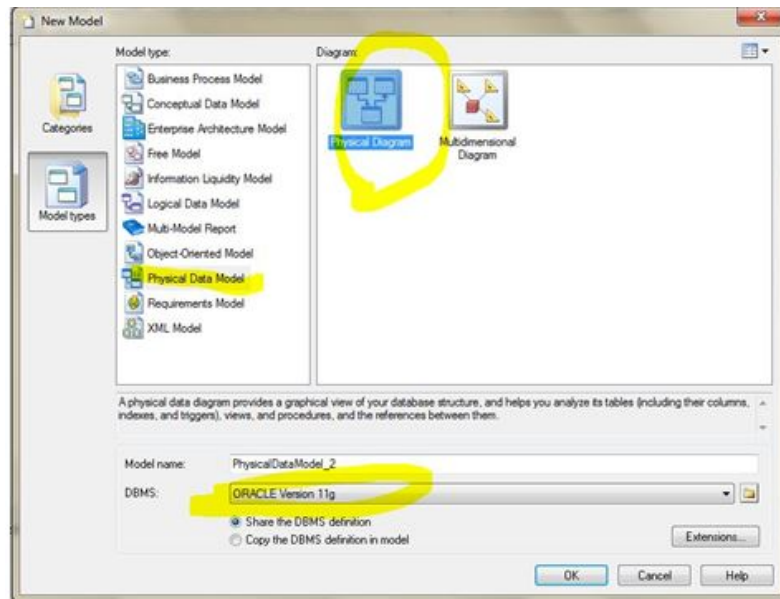 New Model
Model type:
Diagram:
Categories
Model types
Business Process Model
Conceptual Data Model
Enterprise Architecture Model
Free Model
Information Liquidity Model
Logical Data Model
Multi-Model Report
Object-Oriented Model
Physical Data Model
Requirements Model
XML Model
Physical Diagram
Multidimensional
Diagram
A physical data diagram provides a graphical view of your database structure, and helps you analyze its tables (including their columns,
indexes, and triggers), views, and procedures, and the references between them.
Model name: PhysicalDataModel_2
DBMS: ORACLE Version 11g
Share the DBMS definition
Copy the DBMS definition in model
Extensions...
OK Cancel Help